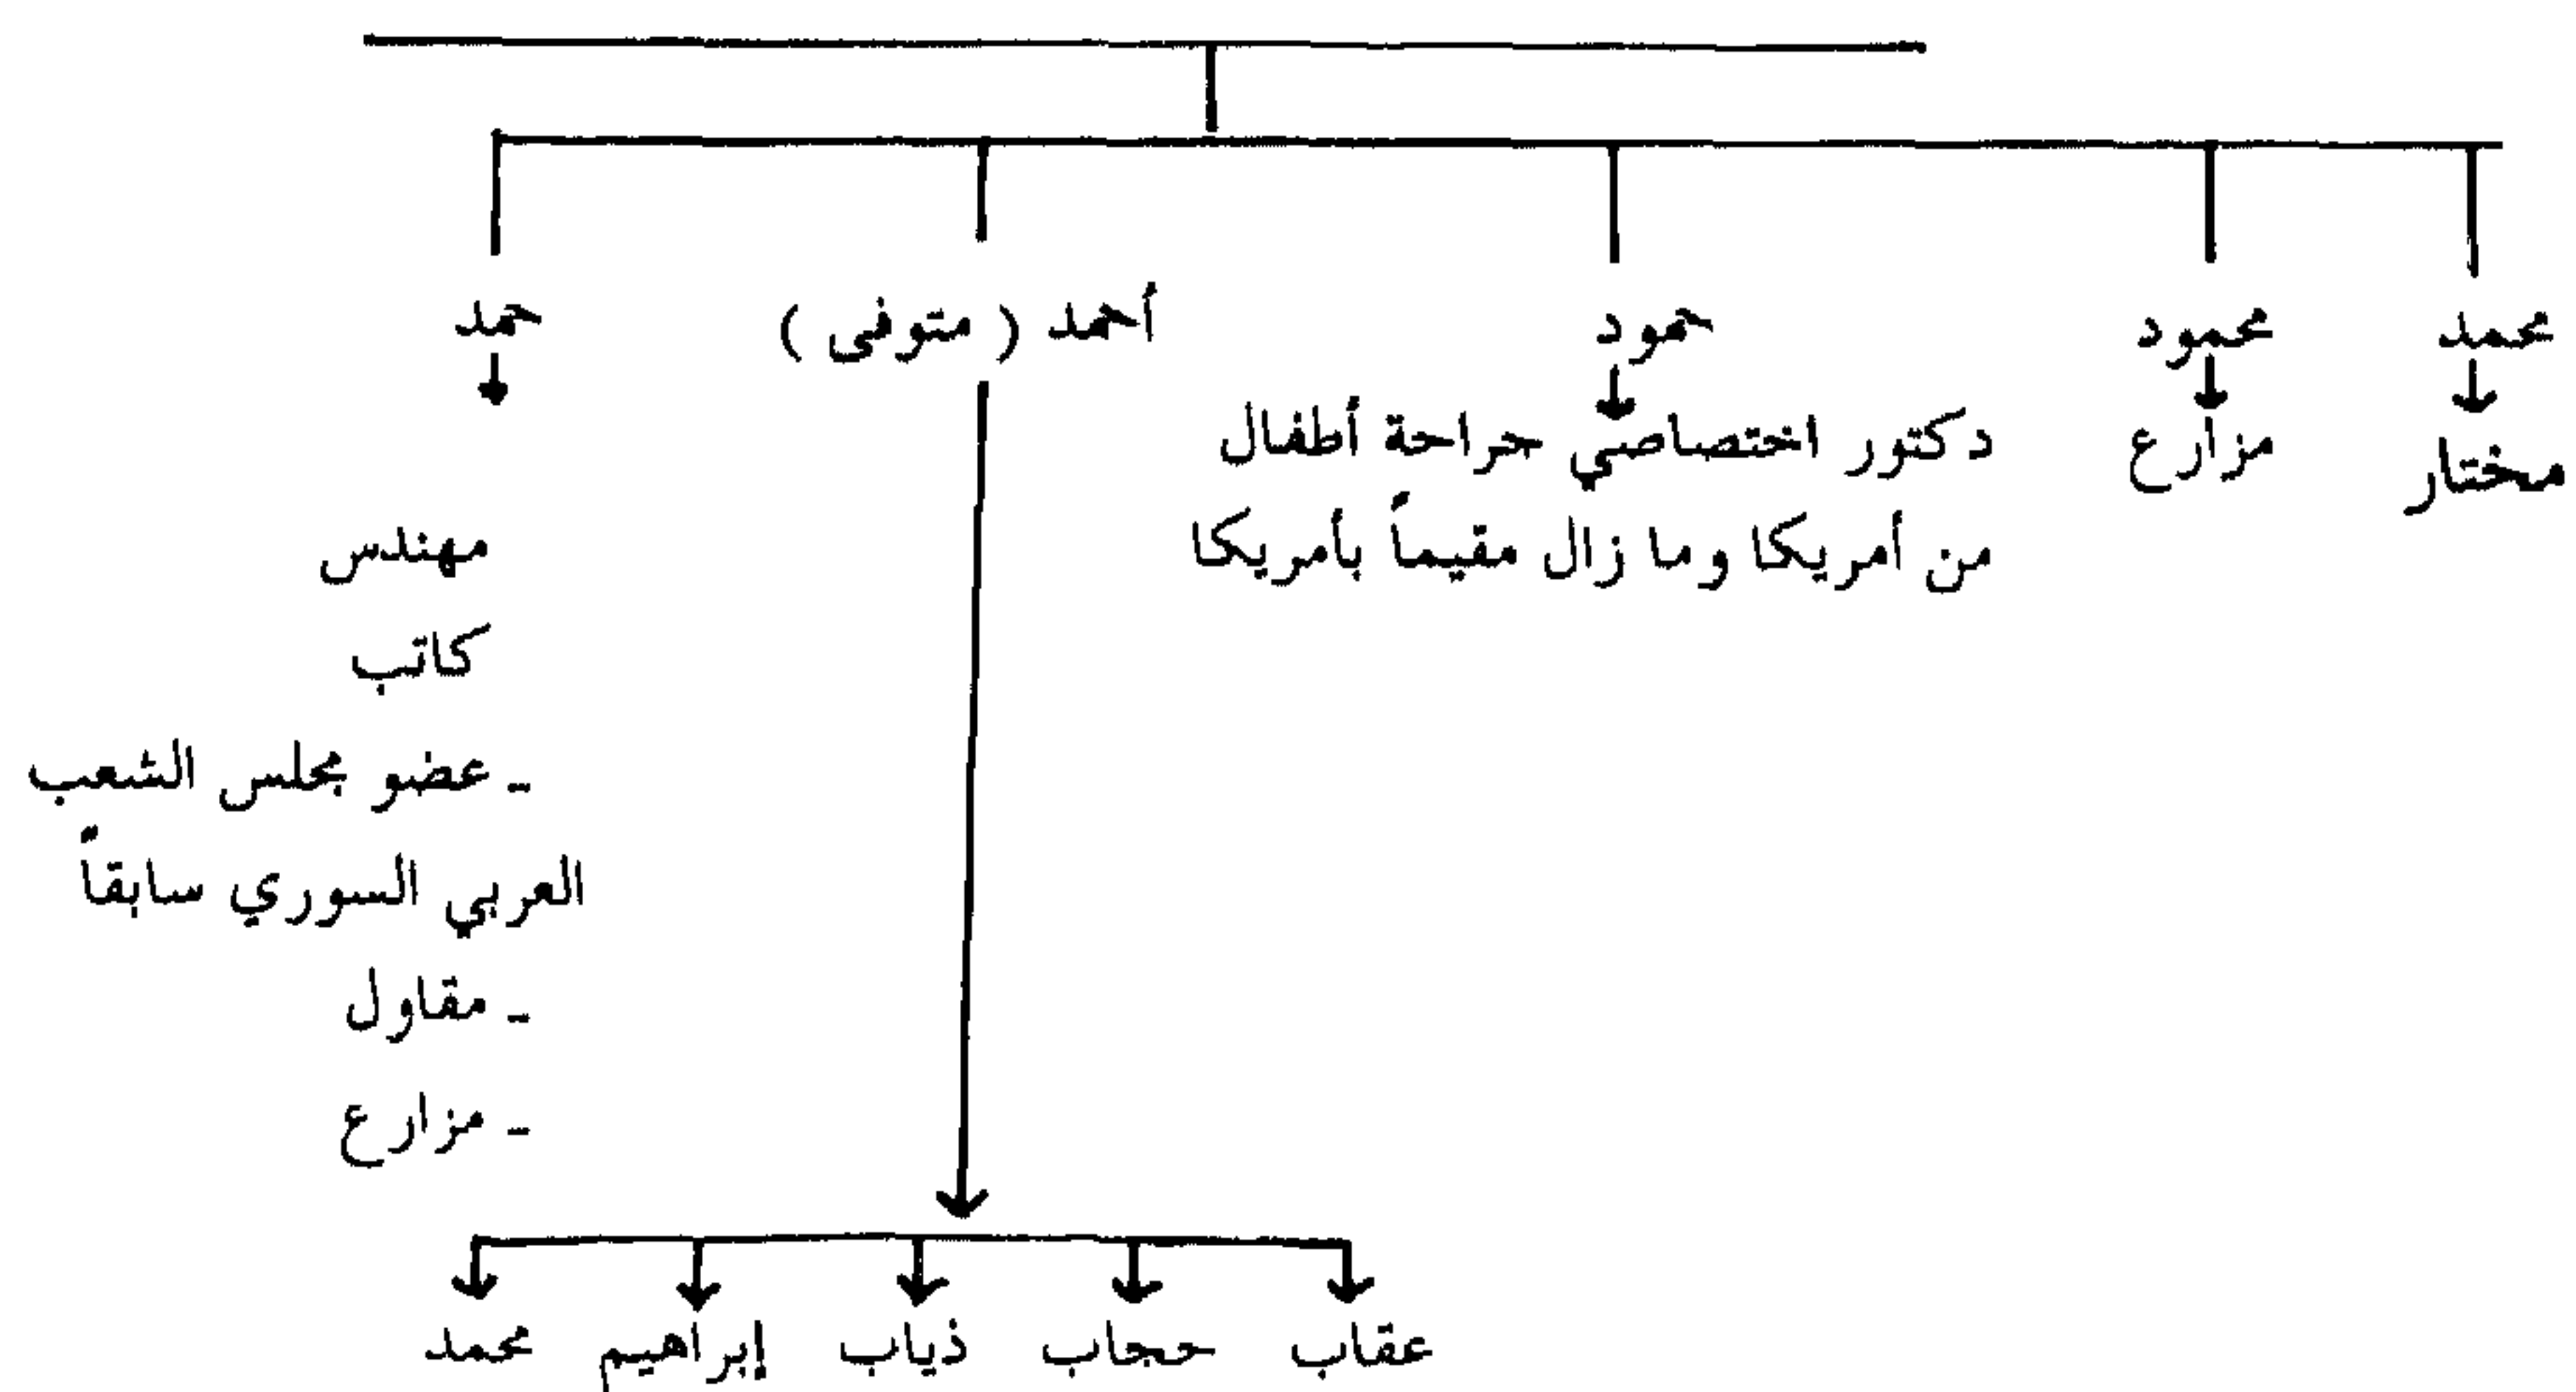 محمد
محمود
حمود
أحمد ( متوفى )
حمد
مختار
مزارع
دكتور اختصاصي جراحة أطفال
من أمريكا وما زال مقيماً بأمريكا
مهندس
كاتب
- عضو مجلس الشعب
العربي السوري سابقاً
- مقاول
- مزارع
عقاب
حجاب
ذياب
إبراهيم
محمد